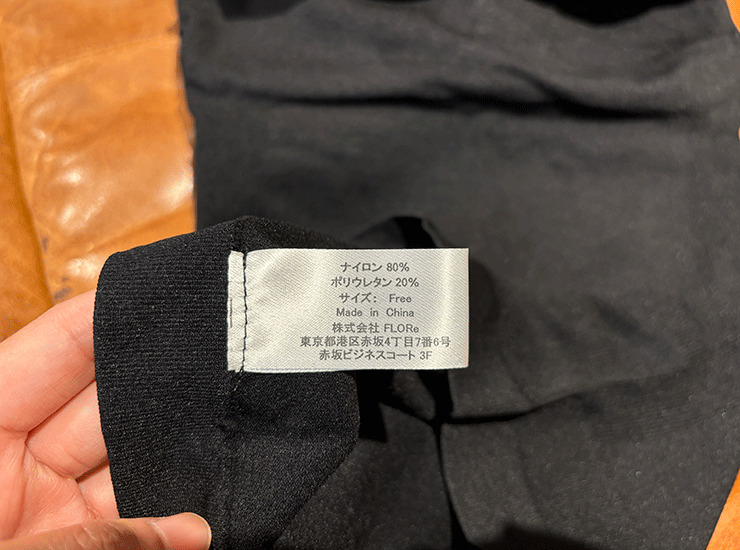 ナイロン 80%
ポリウレタン 20%
サイズ: Free
Made in China
株式会社 FLORe
東京都港区赤坂4丁目7番6号
赤坂ビジネスコート 3F